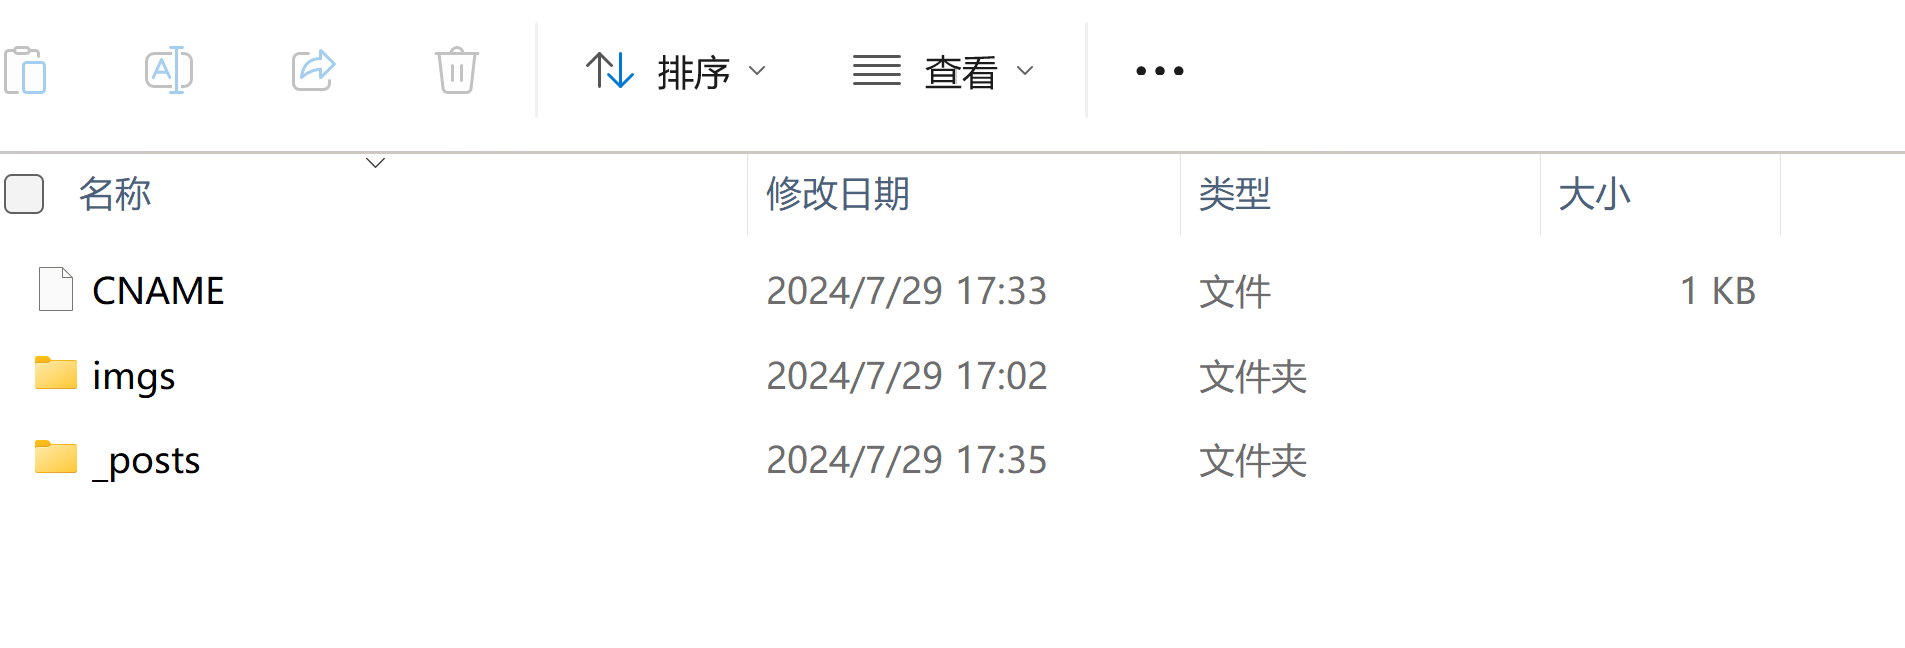 排序 查看
名称 修改日期 类型 大小
CNAME 2024/7/29 17:33 文件 1 KB
imgs 2024/7/29 17:02 文件夹
_posts 2024/7/29 17:35 文件夹